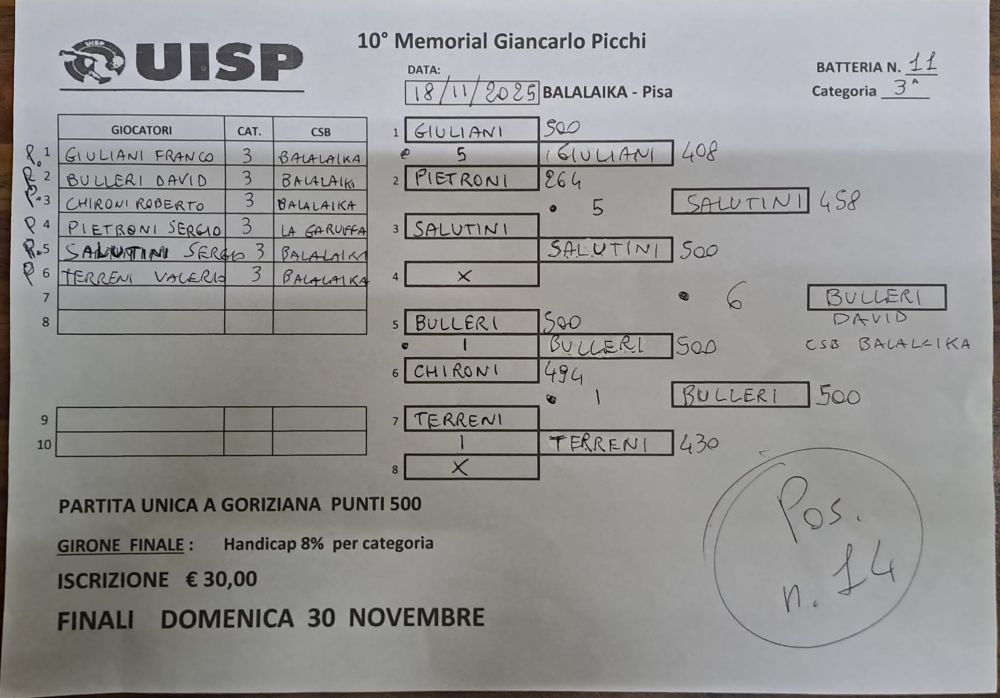 UISP
10° Memorial Giancarlo Picchi
DATA:
18/11/2025 BALALAIKA - Pisa
BATTERIA N. 11
Categoria 3^
GIOCATORI CAT. CSB
P. 1 GIULIANI FRANCO 3 BALALAIKA
P. 2 BULLERI DAVID 3 BALALAIKA
P. 3 CHIRONI ROBERTO 3 BALALAIKA
P 4 PIETRONI SERGIO 3 LA GARUFFA
P. 5 SALUTINI SERGIO 3 BALALAIKA
P 6 TERRENI VALERIO 3 BALALAIKA
7
8
9
10
1 GIULIANI 500
5 GIULIANI 408
2 PIETRONI 264
5 SALUTINI 458
3 SALUTINI
SALUTINI 500
4 X
6 BULLERI
DAVID
CSB BALALAIKA
5 BULLERI 500
1 BULLERI 500
6 CHIRONI 494
1 BULLERI 500
7 TERRENI
1 TERRENI 430
8 X
PARTITA UNICA A GORIZIANA PUNTI 500
GIRONE FINALE : Handicap 8% per categoria
ISCRIZIONE € 30,00
FINALI DOMENICA 30 NOVEMBRE
Pos.
n. 14